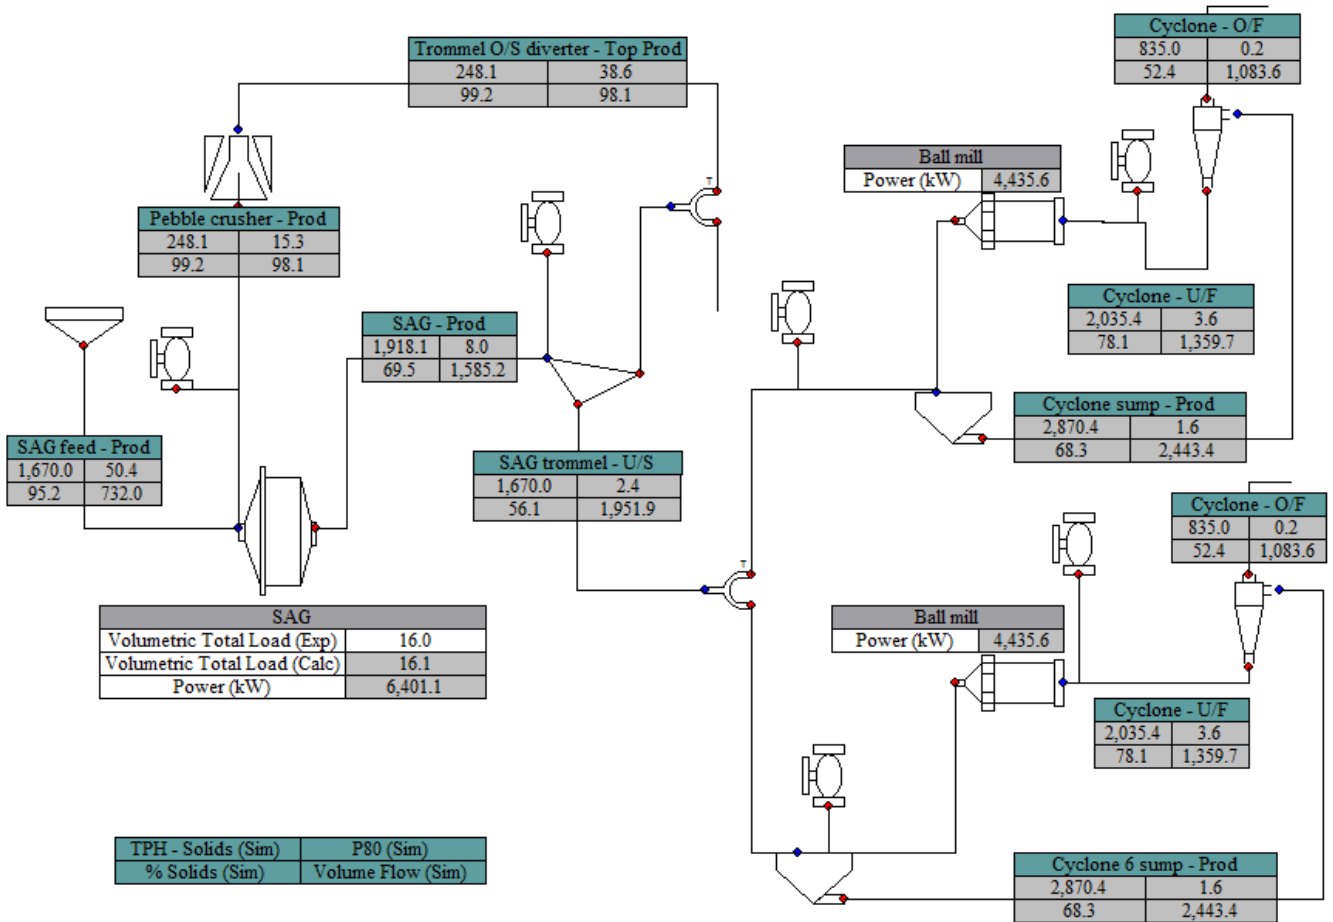 Trommel O/S diverter - Top Prod
248.1 38.6
99.2 98.1
Cyclone - O/F
835.0 0.2
52.4 1,083.6
Ball mill
Power (kW) 4,435.6
T
Pebble crusher - Prod
248.1 15.3
99.2 98.1
Cyclone - U/F
2,035.4 3.6
78.1 1,359.7
SAG - Prod
1,918.1 8.0
69.5 1,585.2
Cyclone sump - Prod
2,870.4 1.6
68.3 2,443.4
SAG feed - Prod
1,670.0 50.4
95.2 732.0
SAG trommel - U/S
1,670.0 2.4
56.1 1,951.9
Cyclone - O/F
835.0 0.2
52.4 1,083.6
T
SAG
Volumetric Total Load (Exp) 16.0
Volumetric Total Load (Calc) 16.1
Power (kW) 6,401.1
Ball mill
Power (kW) 4,435.6
Cyclone - U/F
2,035.4 3.6
78.1 1,359.7
TPH - Solids (Sim) P80 (Sim)
% Solids (Sim) Volume Flow (Sim)
Cyclone 6 sump - Prod
2,870.4 1.6
68.3 2,443.4